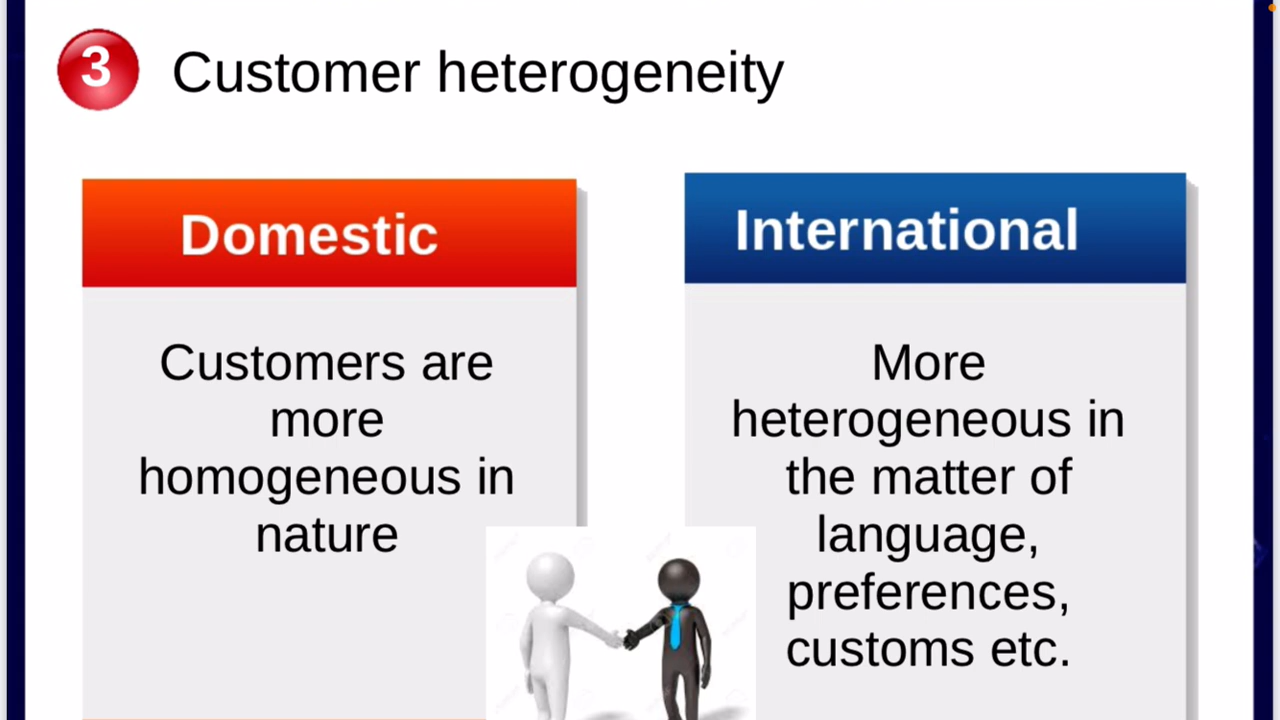 3 Customer heterogeneity
Domestic
Customers are
more
homogeneous in
nature
International
More
heterogeneous in
the matter of
language,
preferences,
customs etc.